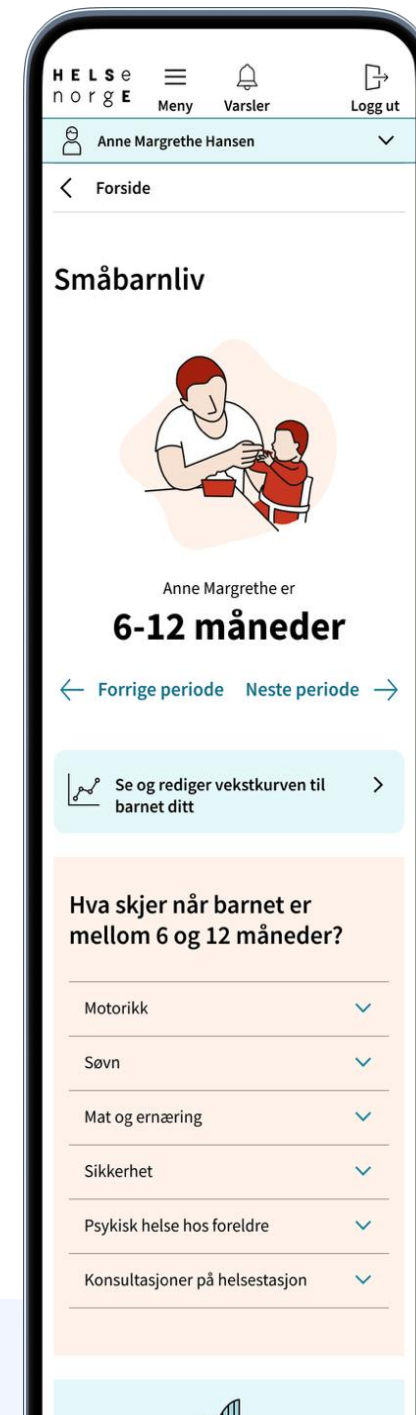 HELSe
norgE
Meny
Varsler
Logg ut
Anne Margrethe Hansen
Forside
Småbarnliv
Anne Margrethe er
6-12 måneder
Forrige periode
Neste periode
Se og rediger vekstkurven til
barnet ditt
Hva skjer når barnet er
mellom 6 og 12 måneder?
Motorikk
Søvn
Mat og ernæring
Sikkerhet
Psykisk helse hos foreldre
Konsultasjoner på helsestasjon